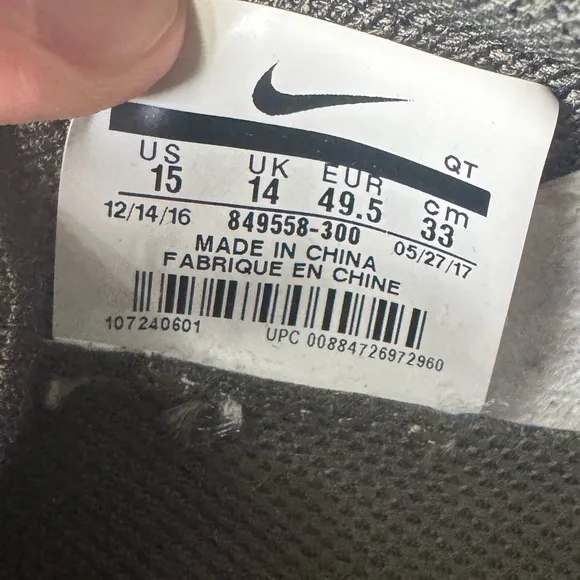 QT
US UK EUR cm
15 14 49.5 33
12/14/16 849558-300 05/27/17
MADE IN CHINA
FABRIQUE EN CHINE
107240601 UPC 00884726972960